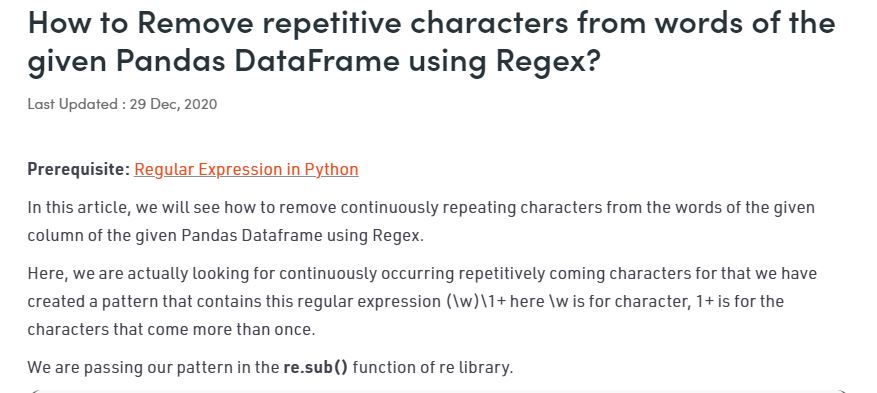 How to Remove repetitive characters from words of the
given Pandas DataFrame using Regex?
Last Updated : 29 Dec, 2020
Prerequisite: Regular Expression in Python
In this article, we will see how to remove continuously repeating characters from the words of the given
column of the given Pandas Dataframe using Regex.
Here, we are actually looking for continuously occurring repetitively coming characters for that we have
created a pattern that contains this regular expression (\w)\1+ here \w is for character, 1+ is for the
characters that come more than once.
We are passing our pattern in the re.sub() function of re library.